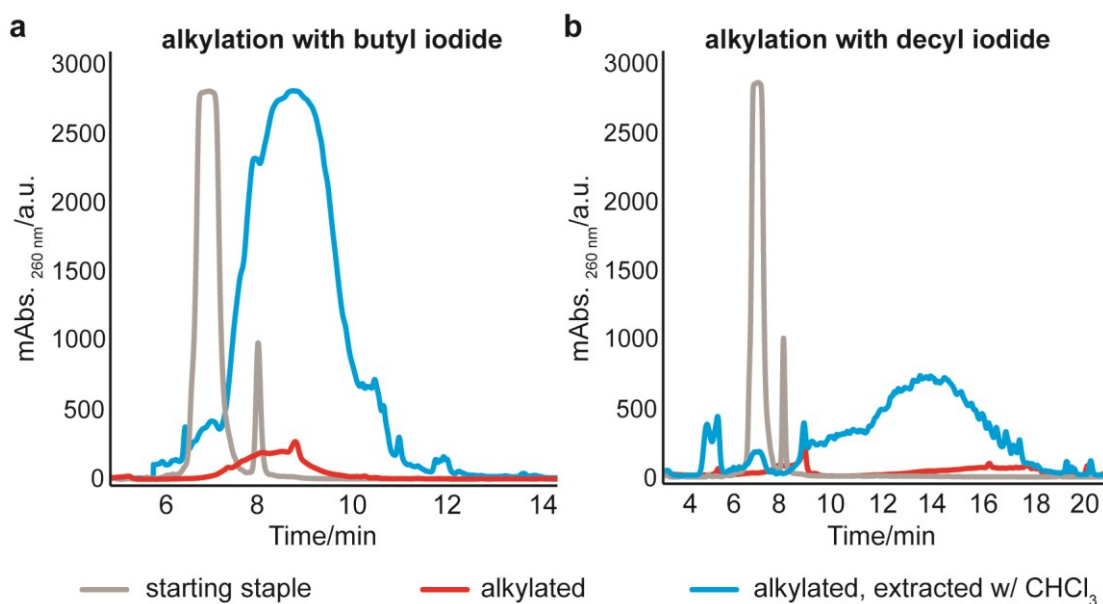 a
alkylation with butyl iodide
3000
2500
2000
1500
1000
500
0
mAbs. 260 nm/a.u.
6 8 10 12 14
Time/min
b
alkylation with decyl iodide
3000
2500
2000
1500
1000
500
0
mAbs. 260 nm/a.u.
4 6 8 10 12 14 16 18 20
Time/min
starting staple alkylated alkylated, extracted w/ CHCl₃